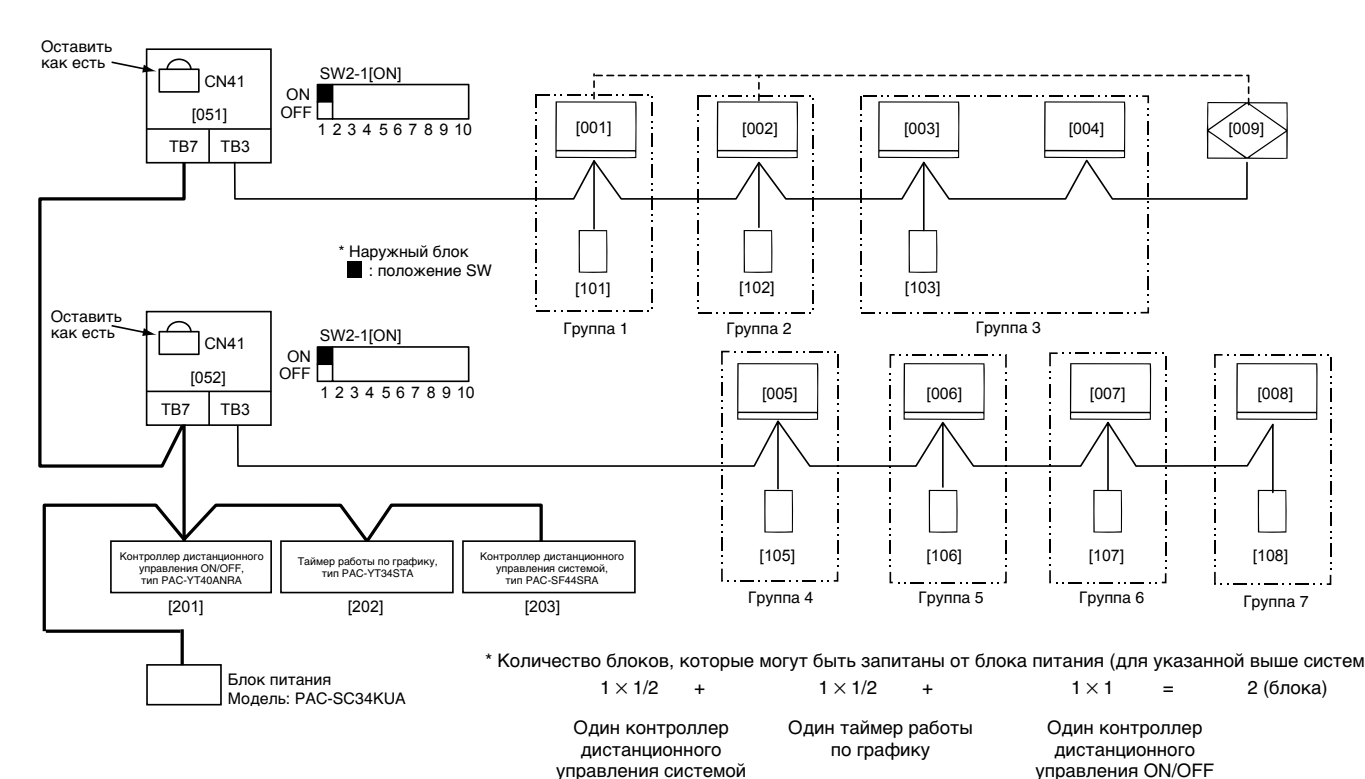 Оставить
как есть
CN41
[051]
TB7 TB3
SW2-1[ON]
ON
OFF
1 2 3 4 5 6 7 8 9 10
[001]
[002]
[003]
[004]
[009]
* Наружный блок
■ : положение SW
[101]
[102]
[103]
Группа 1
Группа 2
Группа 3
Оставить
как есть
CN41
[052]
TB7 TB3
SW2-1[ON]
ON
OFF
1 2 3 4 5 6 7 8 9 10
[005]
[006]
[007]
[008]
[105]
[106]
[107]
[108]
Группа 4
Группа 5
Группа 6
Группа 7
Контроллер дистанционного
управления ON/OFF,
тип PAC-YT40ANRA
[201]
Таймер работы по графику,
тип PAC-YT34STA
[202]
Контроллер дистанционного
управления системой,
тип PAC-SF44SRA
[203]
Блок питания
Модель: PAC-SC34KUA
* Количество блоков, которые могут быть запитаны от блока питания (для указанной выше систем
1 × 1/2 + 1 × 1/2 + 1 × 1 = 2 (блока)
Один контроллер
дистанционного
управления системой
Один таймер работы
по графику
Один контроллер
дистанционного
управления ON/OFF